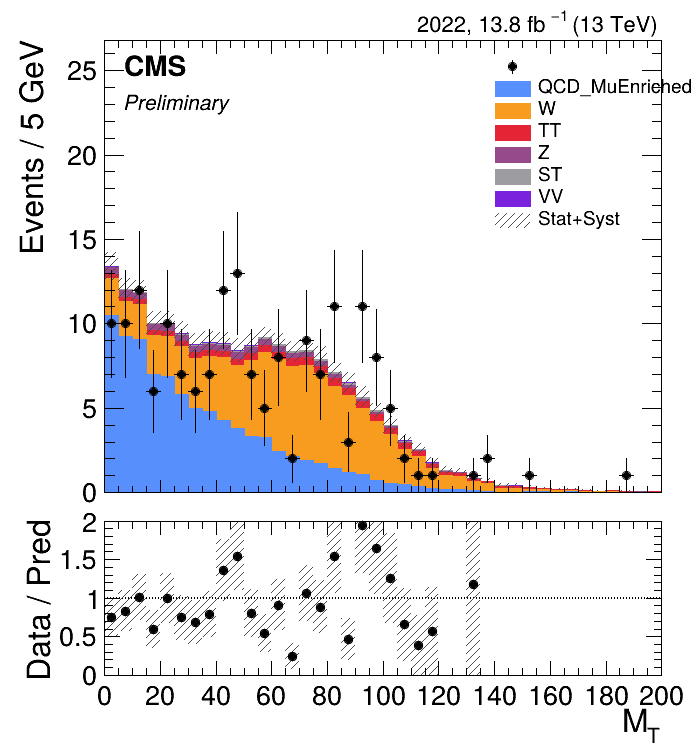 2022, 13.8 fb⁻¹ (13 TeV)
CMS
Preliminary
QCD_MuEnriched
W
TT
Z
ST
VV
Stat+Syst
Events / 5 GeV
25
20
15
10
5
0
Data / Pred
2
1.5
1
0.5
0
0 20 40 60 80 100 120 140 160 180 200
M_T